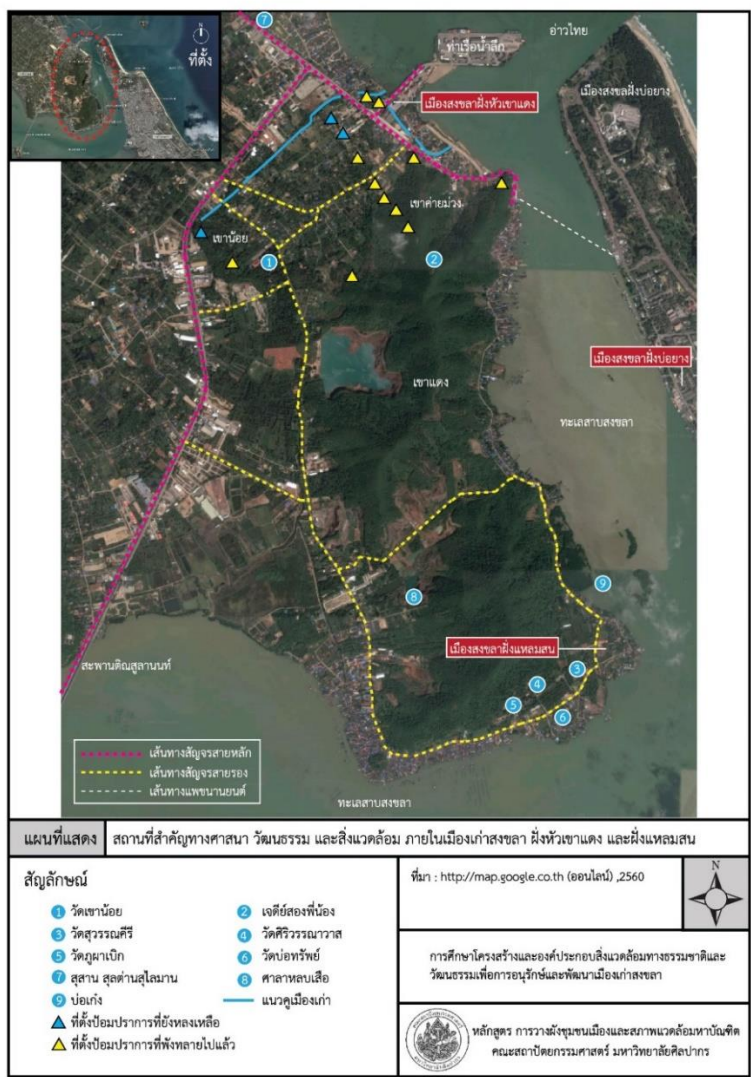 N
ที่ตั้ง
7
ท่าเรือน้ำลึก
อ่าวไทย
เมืองสงขลาฝั่งหัวเขาแดง
เมืองสงขลฝั่งบ่อยาง
เขาค่ายม่วง
เขาน้อย
1
2
เขาแดง
เมืองสงขลาฝั่งบ่อยาง
ทะเลสาบสงขลา
8
9
เมืองสงขลาฝั่งแหลมสน
สะพานติณสูลานนท์
3
4
5
6
เส้นทางสัญจรสายหลัก
เส้นทางสัญจรสายรอง
เส้นทางแพขนานยนต์
ทะเลสาบสงขลา
แผนที่แสดง สถานที่สำคัญทางศาสนา วัฒนธรรม และสิ่งแวดล้อม ภายในเมืองเก่าสงขลา ฝั่งหัวเขาแดง และฝั่งแหลมสน
สัญลักษณ์
1 วัดเขาน้อย
2 เจดีย์สองพี่น้อง
3 วัดสุวรรณคีรี
4 วัดศิริวรรณาวาส
5 วัดภูผาเบิก
6 วัดบ่อทรัพย์
7 สุสาน สุลต่านสุไลมาน
8 ศาลาหลบเสือ
9 บ่อเก๋ง
แนวคูเมืองเก่า
ที่ตั้งป้อมปราการที่ยังหลงเหลือ
ที่ตั้งป้อมปราการที่พังทลายไปแล้ว
ที่มา : http://map.google.co.th (ออนไลน์) ,2560
N
การศึกษาโครงสร้างและองค์ประกอบสิ่งแวดล้อมทางธรรมชาติและ
วัฒนธรรมเพื่อการอนุรักษ์และพัฒนาเมืองเก่าสงขลา
หลักสูตร การวางผังชุมชนเมืองและสภาพแวดล้อมมหาบัณฑิต
คณะสถาปัตยกรรมศาสตร์ มหาวิทยาลัยศิลปากร